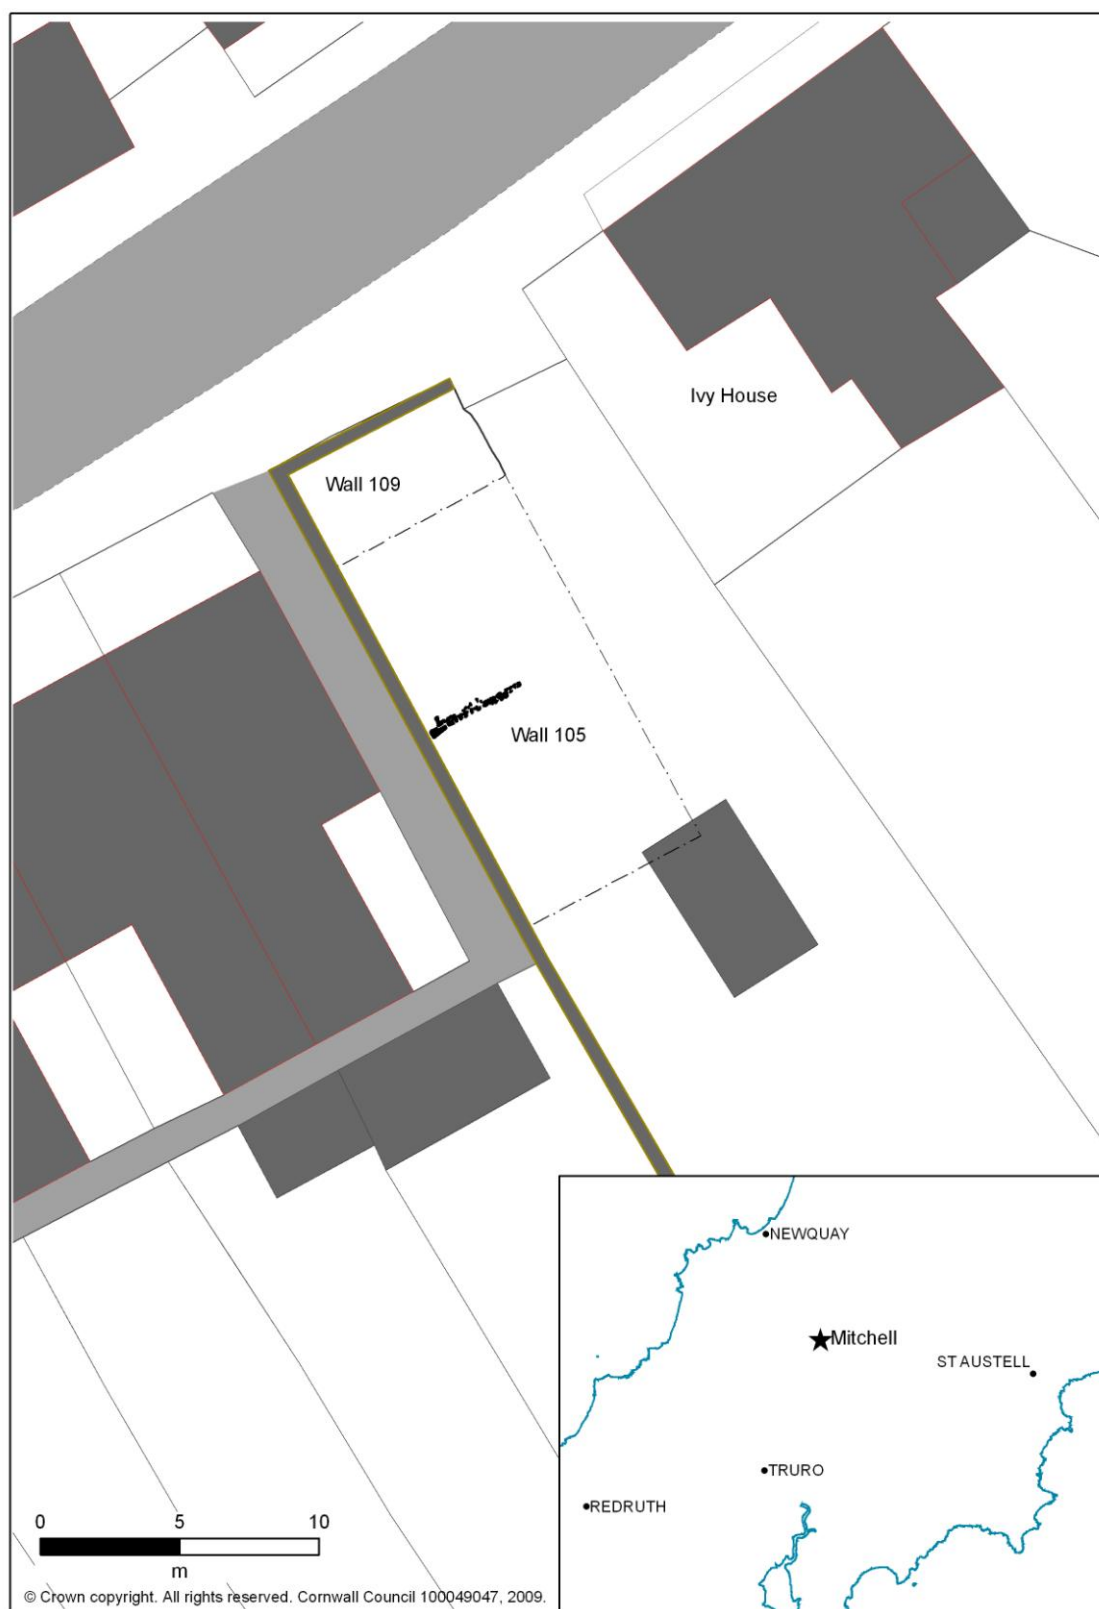 Ivy House
Wall 109
Wall 105
NEWQUAY
Mitchell
ST AUSTELL
TRURO
REDRUTH
0 5 10
m
© Crown copyright. All rights reserved. Cornwall Council 100049047, 2009.